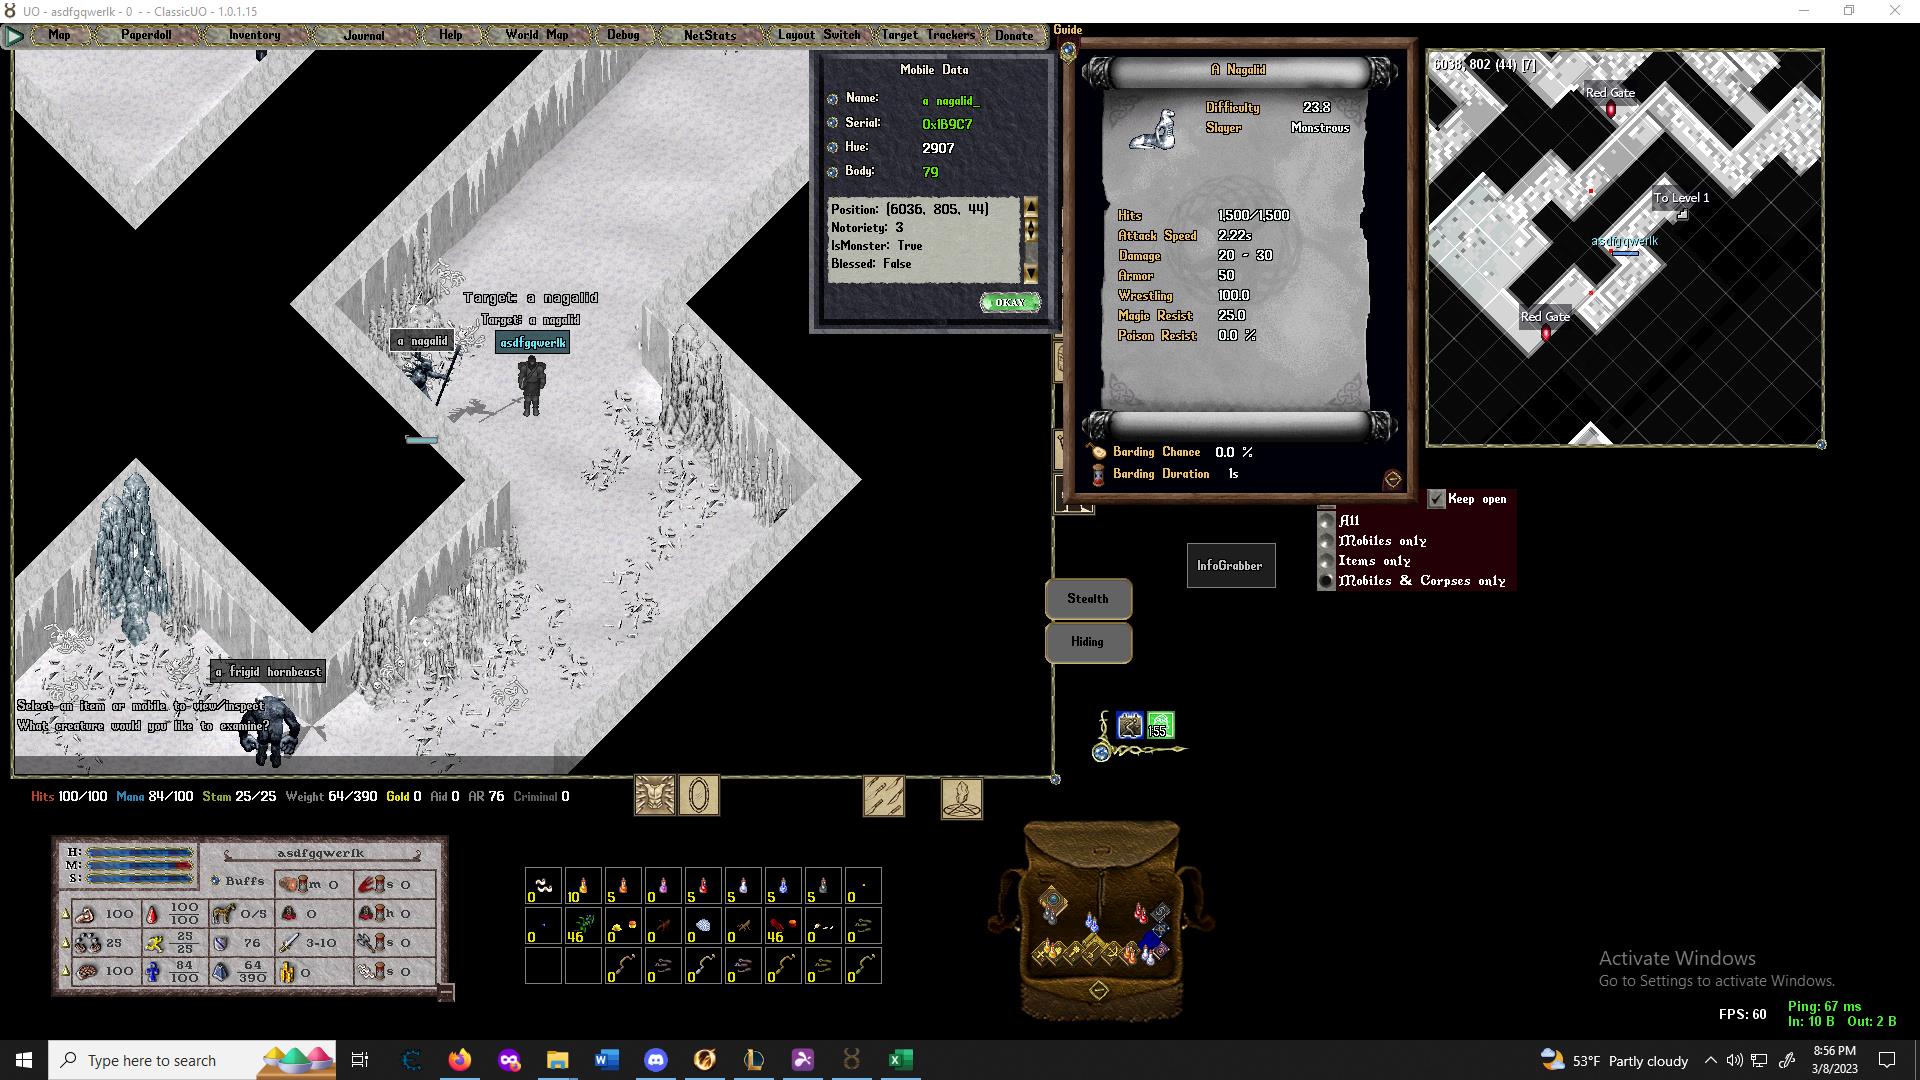 UO - asdfgqwerlk - 0 - - ClassicUO - 1.0.1.15
Map Paperdoll Inventory Journal Help World Map Debug NetStats Layout Switch Target Trackers Donate
Guide
Mobile Data
Name: a nagalid_
Serial: 0x1B9C7
Hue: 2907
Body: 79
Position: (6036, 805, 44)
Notoriety: 3
IsMonster: True
Blessed: False
OKAY
A Nagalid
Difficulty 23.8
Slayer Monstrous
Hits 1,500/1,500
Attack Speed 2.22s
Damage 20 - 30
Armor 50
Wrestling 100.0
Magic Resist 25.0
Poison Resist 0.0 %
Barding Chance 0.0 %
Barding Duration 1s
6038, 802 (44) [7]
Red Gate
To Level 1
asdfgqwerlk
Red Gate
Target: a nagalid
Target: a nagalid
a nagalid
asdfgqwerlk
Keep open
All
Mobiles only
Items only
Mobiles & Corpses only
InfoGrabber
Stealth
Hiding
a frigid hornbeast
Select an item or mobile to view/inspect
What creature would you like to examine?
155
Hits 100/100 Mana 84/100 Stam 25/25 Weight 64/390 Gold 0 Aid 0 AR 76 Criminal 0
H:
M:
S:
asdfgqwerlk
Buffs m 0 s 0
100 100/100 0/5 0 h 0
25 25/25 76 3-10 s 0
100 84/100 64/390 0 s 0
0 10 5 0 5 5 5 5 0
0 46 5 0 0 0 46 0 0
0 0 0 0 0 0 0
Activate Windows
Go to Settings to activate Windows.
FPS: 60
Ping: 67 ms
In: 10 B Out: 2 B
Type here to search
53°F Partly cloudy
8:56 PM
3/8/2023